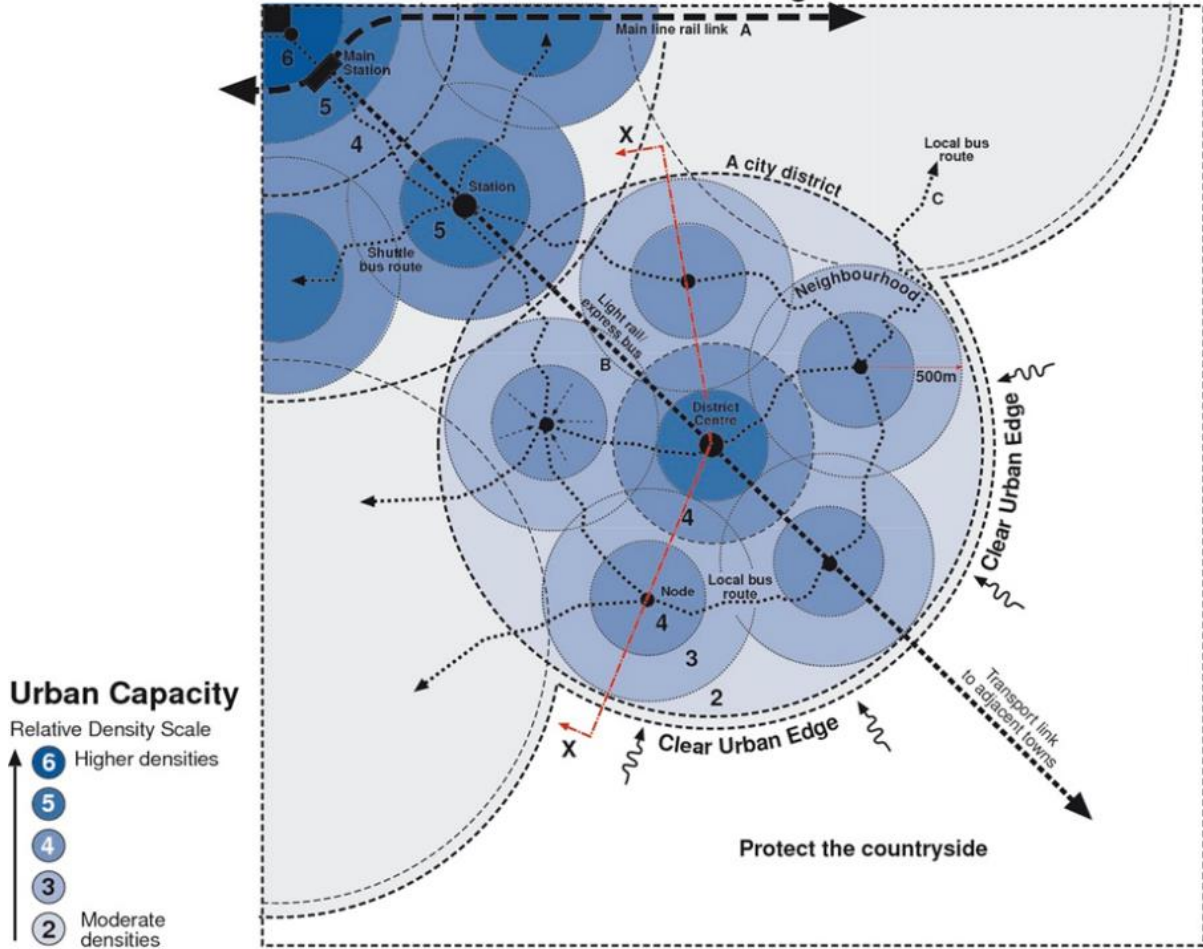 Main line rail link A
6
Main
Station
5
4
X
Local bus
route
A city district
C
Station
5
Neighbourhood
Shuttle
bus route
Light rail/
express bus
B
500m
District
Centre
Clear Urban Edge
4
Local bus
route
Node
4
3
2
Transport link
to adjacent towns
X
Clear Urban Edge
Protect the countryside
Urban Capacity
Relative Density Scale
6 Higher densities
5
4
3
2 Moderate
densities